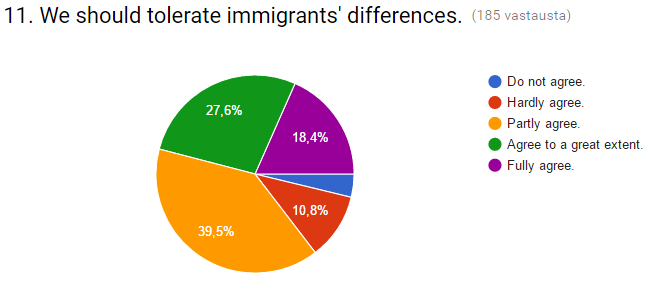 11. We should tolerate immigrants' differences. (185 vastausta)
Do not agree.
Hardly agree.
Partly agree.
Agree to a great extent.
Fully agree.
27,6%
18,4%
10,8%
39,5%